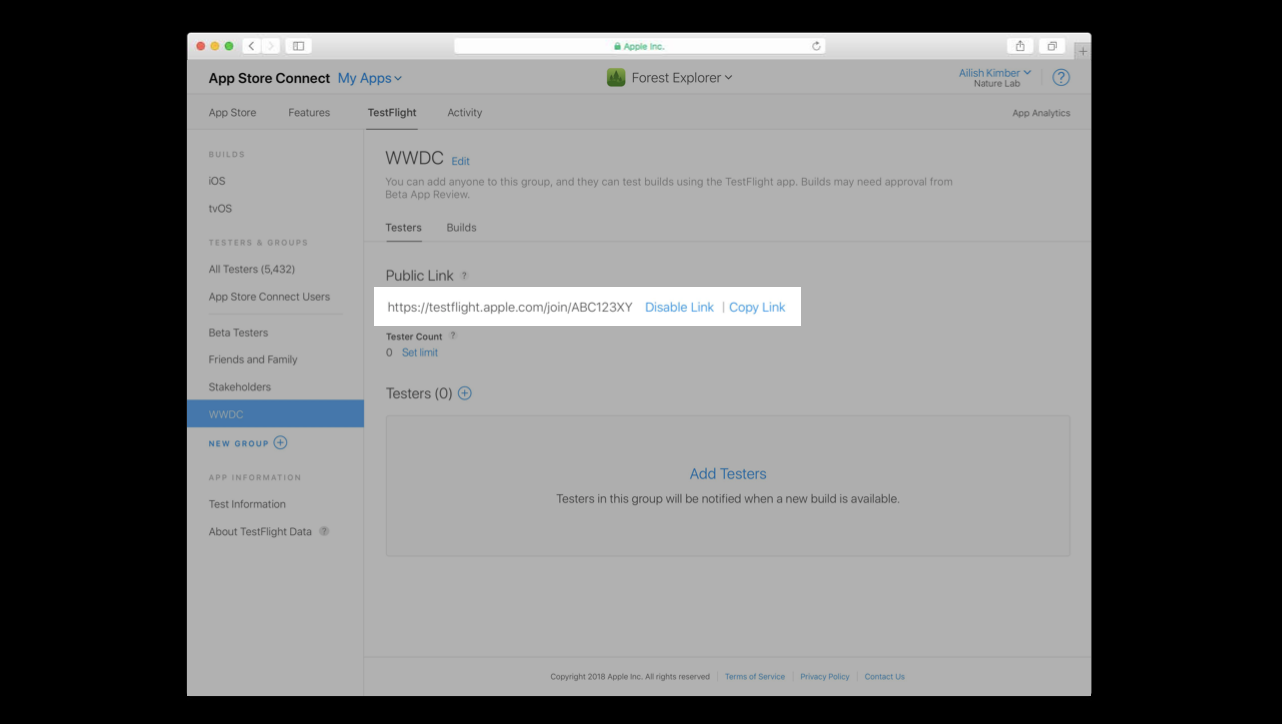 Apple Inc.
App Store Connect My Apps
Forest Explorer
Ailish Kimber
Nature Lab
?
App Store Features TestFlight Activity
App Analytics
BUILDS
iOS
tvOS
TESTERS & GROUPS
All Testers (5,432)
App Store Connect Users
Beta Testers
Friends and Family
Stakeholders
WWDC
NEW GROUP
APP INFORMATION
Test Information
About TestFlight Data ?
WWDC Edit
You can add anyone to this group, and they can test builds using the TestFlight app. Builds may need approval from
Beta App Review.
Testers Builds
Public Link ?
https://testflight.apple.com/join/ABC123XY Disable Link | Copy Link
Tester Count ?
0 Set limit
Testers (0)
Add Testers
Testers in this group will be notified when a new build is available.
Copyright 2018 Apple Inc. All rights reserved | Terms of Service | Privacy Policy | Contact Us